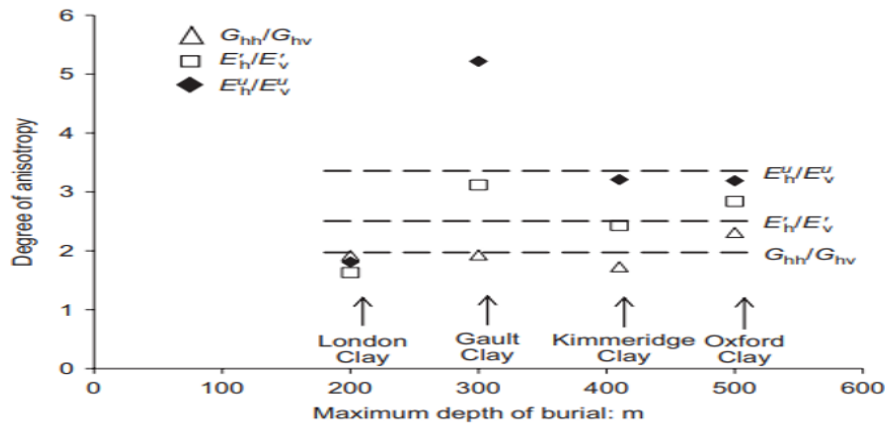 6
5
4
3
2
1
0
Degree of anisotropy
G_hh/G_hv
E′_h/E′_v
E^u_h/E^u_v
E^u_h/E^u_v
E′_h/E′_v
G_hh/G_hv
London Clay
Gault Clay
Kimmeridge Clay
Oxford Clay
0 100 200 300 400 500 600
Maximum depth of burial: m